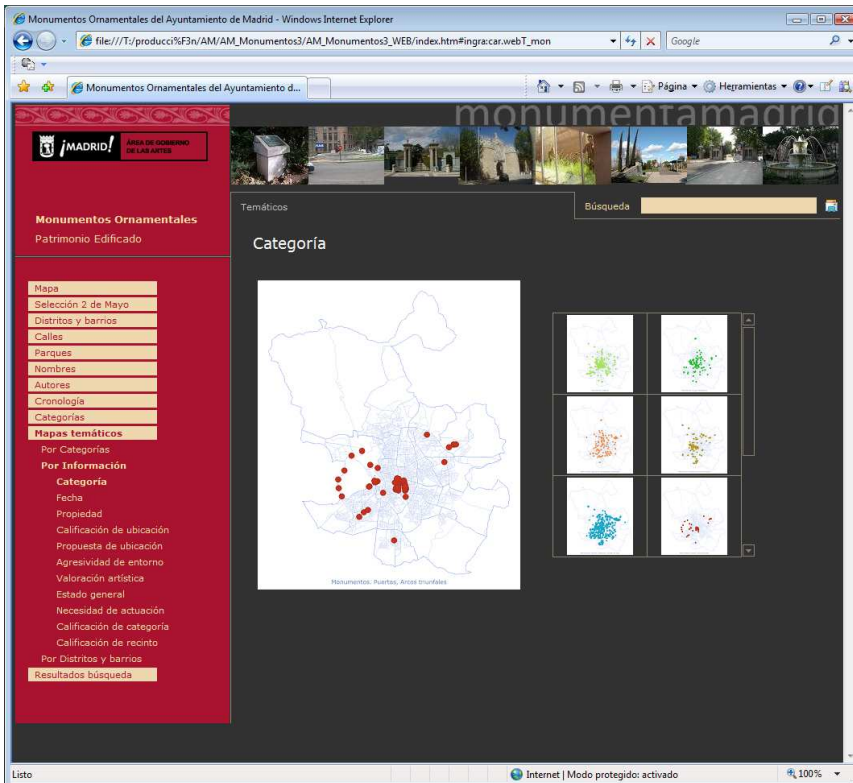 Monumentos Ornamentales del Ayuntamiento de Madrid - Windows Internet Explorer
file:///T:/producci%F3n/AM/AM_Monumentos3/AM_Monumentos3_WEB/index.htm#ingra:car.webT_mon
Google
Monumentos Ornamentales del Ayuntamiento d...
Página
Herramientas
monumentamadrid
¡MADRID!
ÁREA DE GOBIERNO
DE LAS ARTES
Temáticos
Búsqueda
Monumentos Ornamentales
Patrimonio Edificado
Categoría
Mapa
Selección 2 de Mayo
Distritos y barrios
Calles
Parques
Nombres
Autores
Cronología
Categorías
Mapas temáticos
Por Categorías
Por Información
Categoría
Fecha
Propiedad
Calificación de ubicación
Propuesta de ubicación
Agresividad de entorno
Valoración artística
Estado general
Necesidad de actuación
Calificación de categoría
Calificación de recinto
Por Distritos y barrios
Resultados búsqueda
Monumentos: Puertas, Arcos triunfales
Listo
Internet | Modo protegido: activado
100%